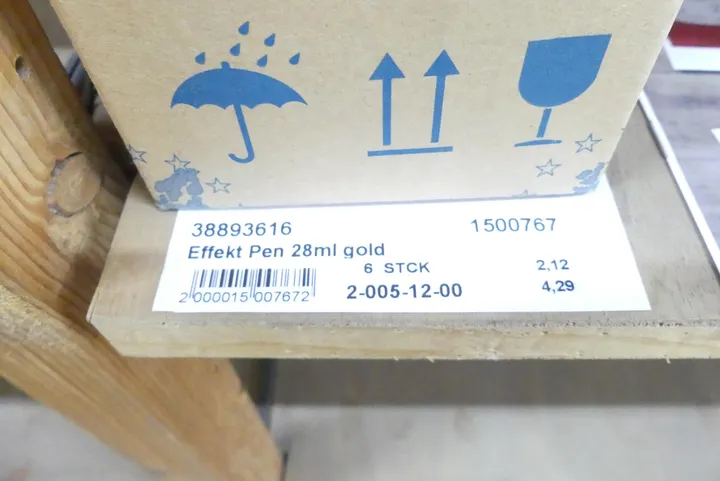 38893616 1500767
Effekt Pen 28ml gold
6 STCK 2,12
2-005-12-00 4,29
2 000015 007672